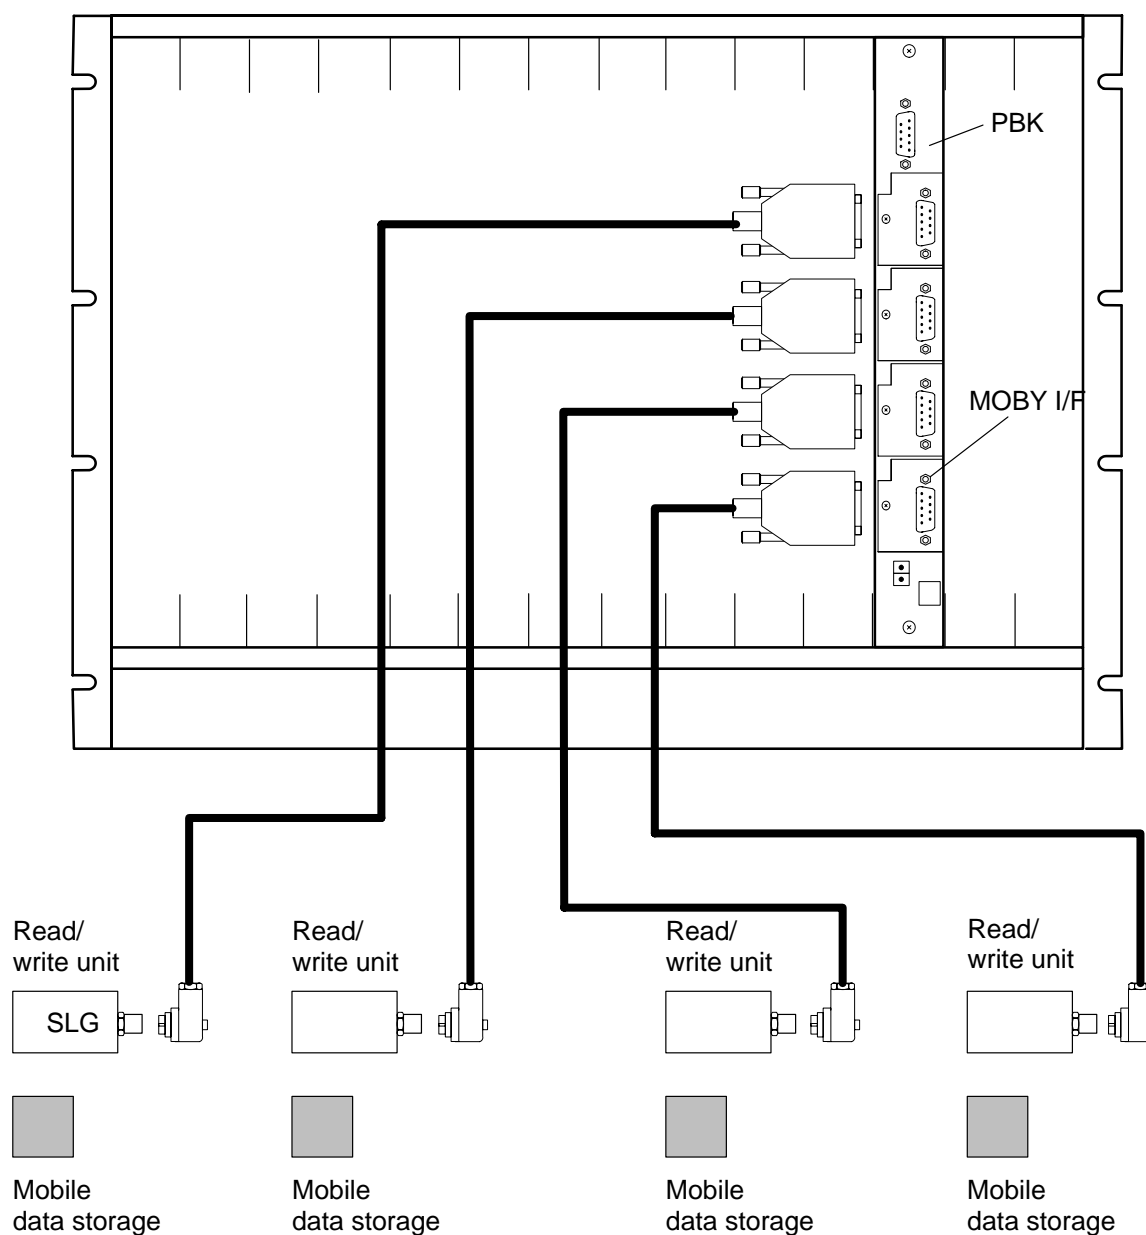 PBK
MOBY I/F
Read/
write unit
Read/
write unit
Read/
write unit
Read/
write unit
SLG
Mobile
data storage
Mobile
data storage
Mobile
data storage
Mobile
data storage